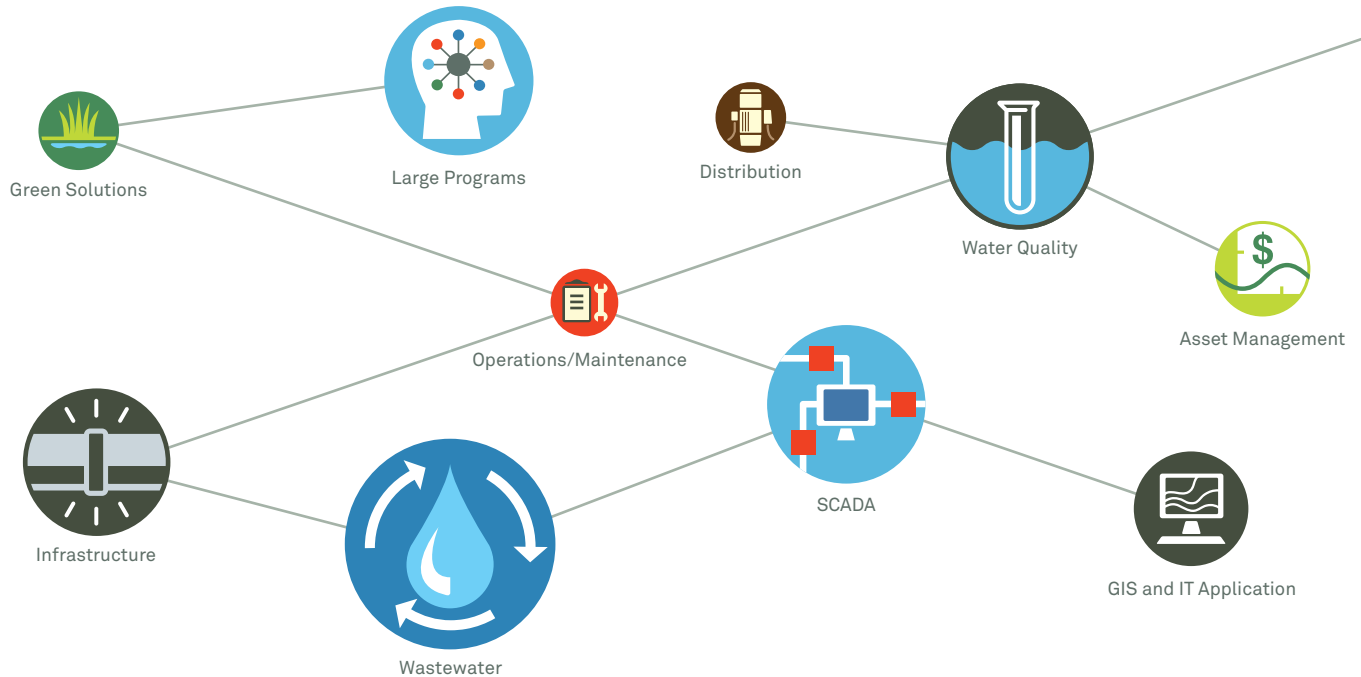 Large Programs
Green Solutions
Distribution
Water Quality
$
Asset Management
Operations/Maintenance
SCADA
Infrastructure
GIS and IT Application
Wastewater